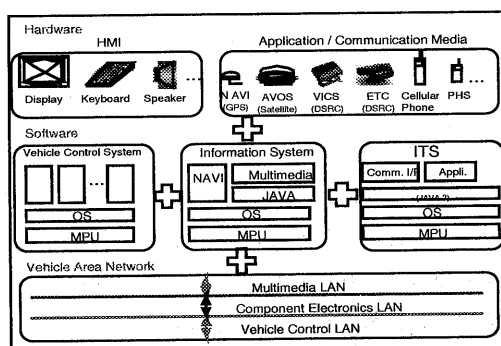 Hardware
HMI
Application / Communication Media
Display
Keyboard
Speaker
...
NAVI
(GPS)
AVOS
(Satellite)
VICS
(DSRC)
ETC
(DSRC)
Cellular
Phone
PHS
...
Software
Vehicle Control System
...
OS
MPU
Information System
NAVI
Multimedia
JAVA
OS
MPU
ITS
Comm. I/F
Appli.
(JAVA ?)
OS
MPU
Vehicle Area Network
Multimedia LAN
Component Electronics LAN
Vehicle Control LAN